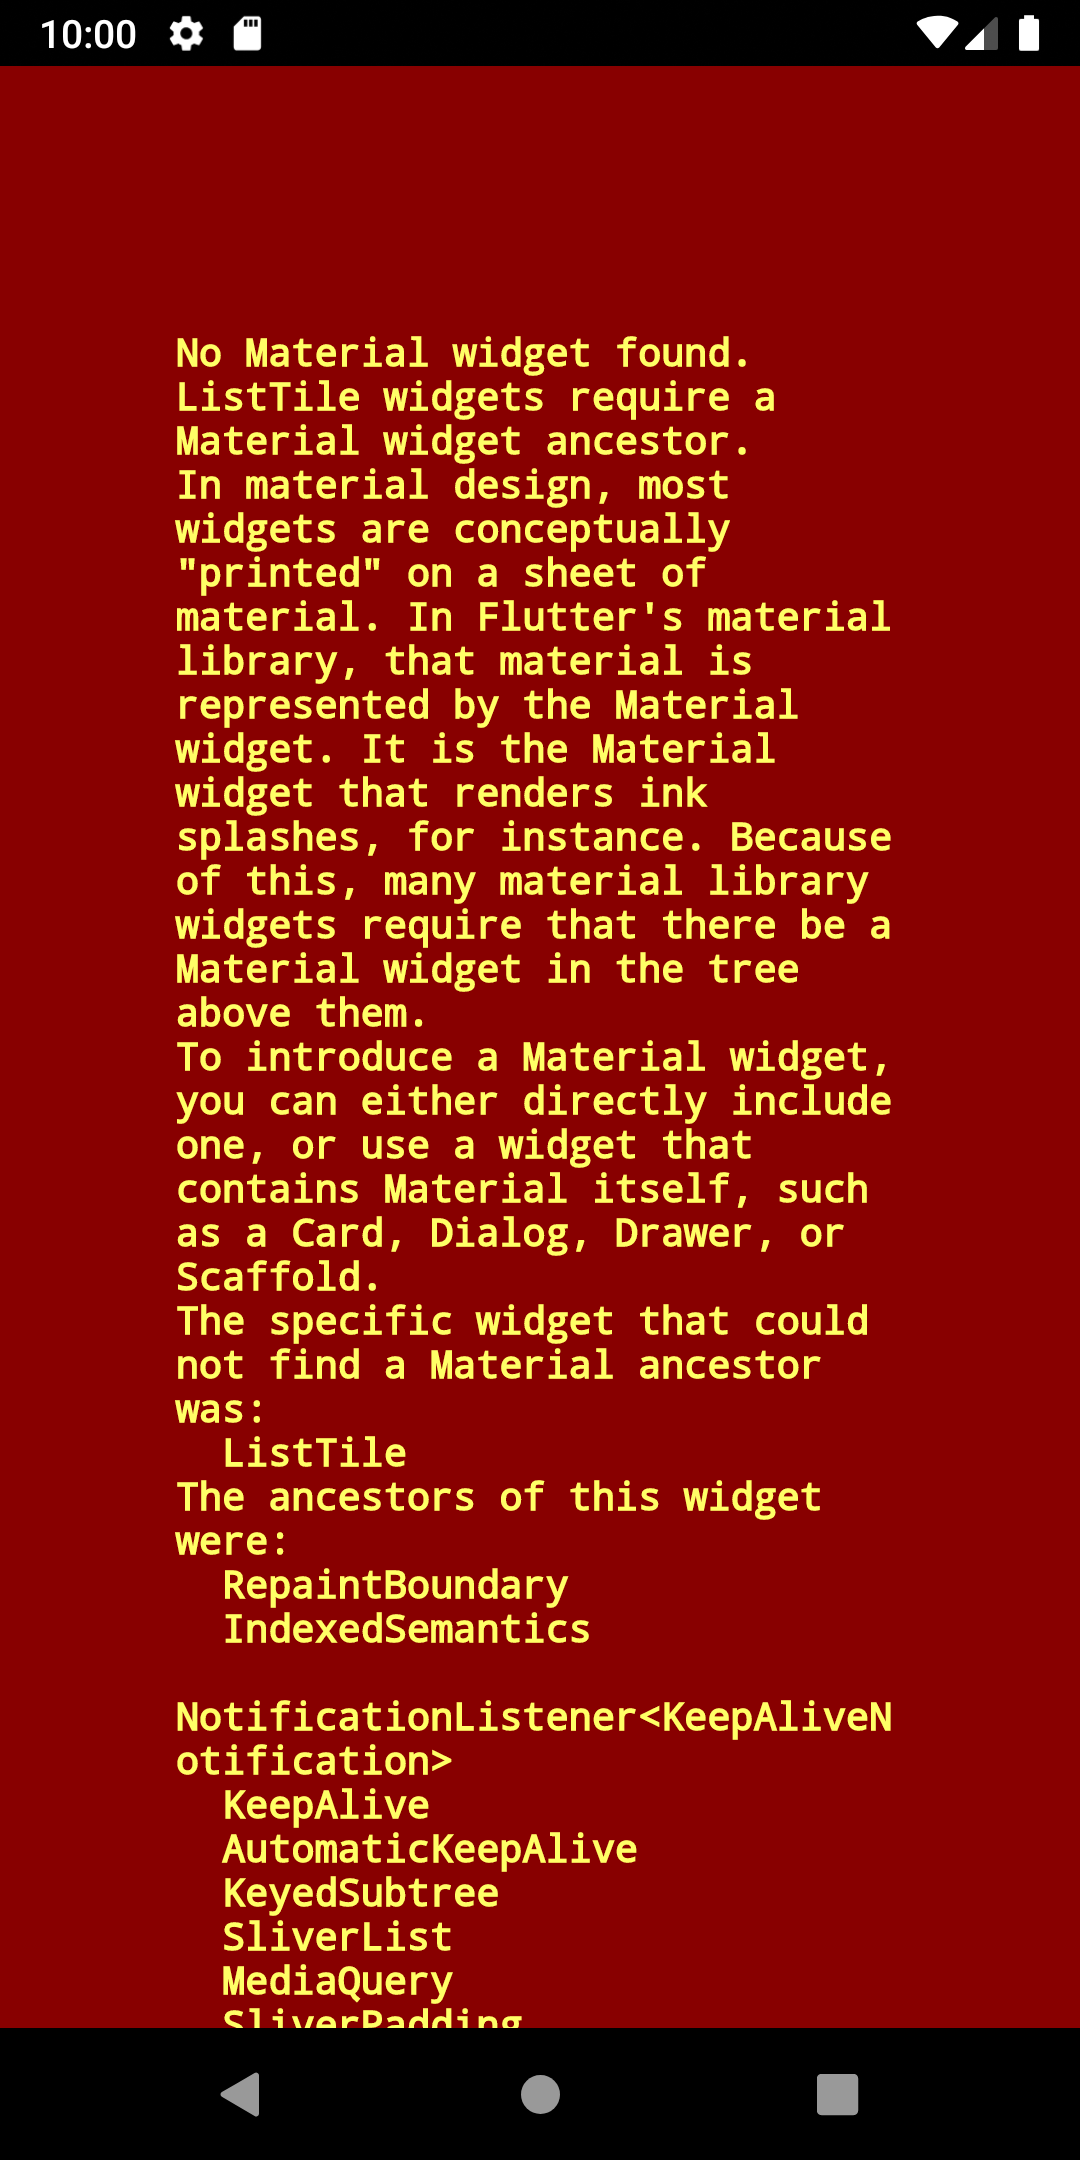 10:00
No Material widget found.
ListTile widgets require a
Material widget ancestor.
In material design, most
widgets are conceptually
"printed" on a sheet of
material. In Flutter's material
library, that material is
represented by the Material
widget. It is the Material
widget that renders ink
splashes, for instance. Because
of this, many material library
widgets require that there be a
Material widget in the tree
above them.
To introduce a Material widget,
you can either directly include
one, or use a widget that
contains Material itself, such
as a Card, Dialog, Drawer, or
Scaffold.
The specific widget that could
not find a Material ancestor
was:
ListTile
The ancestors of this widget
were:
RepaintBoundary
IndexedSemantics
NotificationListener<KeepAliveN
otification>
KeepAlive
AutomaticKeepAlive
KeyedSubtree
SliverList
MediaQuery
SliverPadding